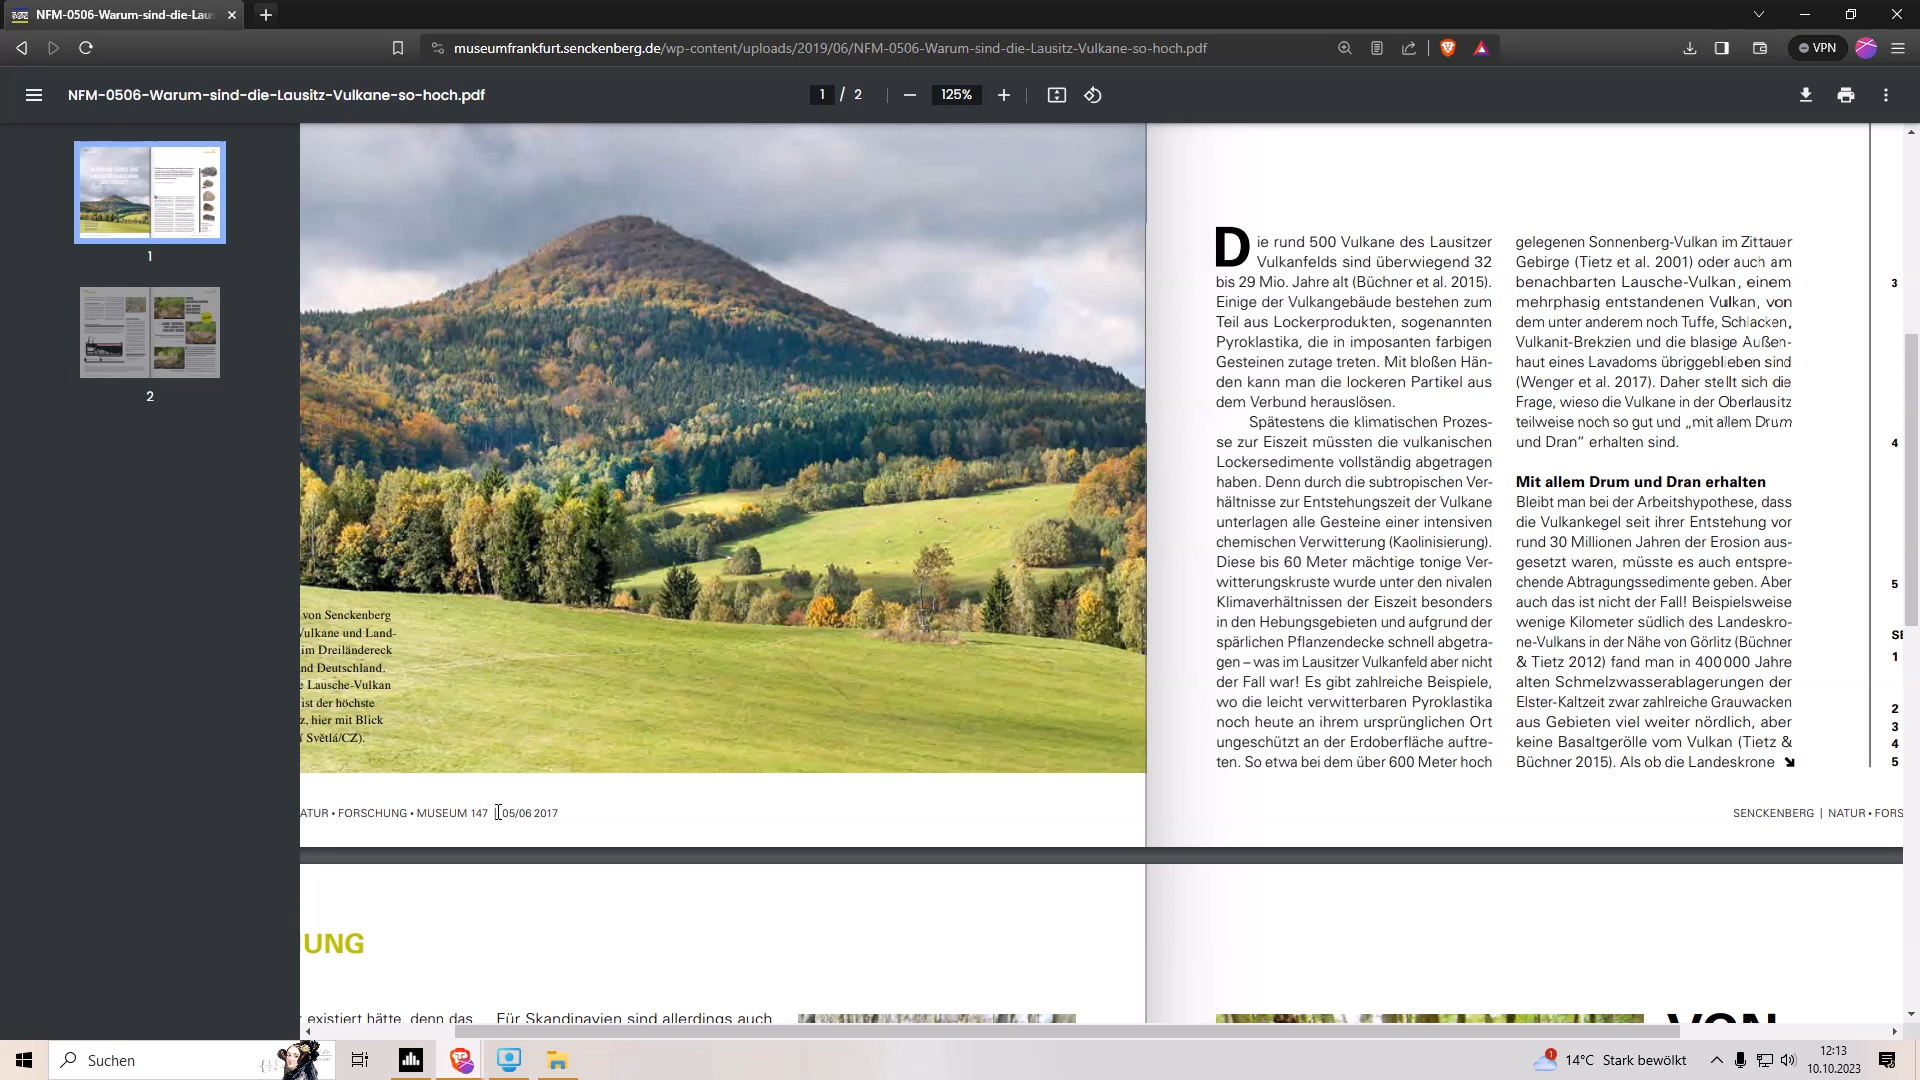 NFM-0506-Warum-sind-die-Lau
museumfrankfurt.senckenberg.de/wp-content/uploads/2019/06/NFM-0506-Warum-sind-die-Lausitz-Vulkane-so-hoch.pdf
VPN
NFM-0506-Warum-sind-die-Lausitz-Vulkane-so-hoch.pdf
1 / 2
125%
1
2
von Senckenberg
Vulkane und Land-
im Dreiländereck
nd Deutschland.
e Lausche-Vulkan
ist der höchste
z, hier mit Blick
í Světlá/CZ).
ATUR • FORSCHUNG • MUSEUM 147 | 05/06 2017
Die rund 500 Vulkane des Lausitzer
Vulkanfelds sind überwiegend 32
bis 29 Mio. Jahre alt (Büchner et al. 2015).
Einige der Vulkangebäude bestehen zum
Teil aus Lockerprodukten, sogenannten
Pyroklastika, die in imposanten farbigen
Gesteinen zutage treten. Mit bloßen Hän-
den kann man die lockeren Partikel aus
dem Verbund herauslösen.
Spätestens die klimatischen Prozes-
se zur Eiszeit müssten die vulkanischen
Lockersedimente vollständig abgetragen
haben. Denn durch die subtropischen Ver-
hältnisse zur Entstehungszeit der Vulkane
unterlagen alle Gesteine einer intensiven
chemischen Verwitterung (Kaolinisierung).
Diese bis 60 Meter mächtige tonige Ver-
witterungskruste wurde unter den nivalen
Klimaverhältnissen der Eiszeit besonders
in den Hebungsgebieten und aufgrund der
spärlichen Pflanzendecke schnell abgetra-
gen – was im Lausitzer Vulkanfeld aber nicht
der Fall war! Es gibt zahlreiche Beispiele,
wo die leicht verwitterbaren Pyroklastika
noch heute an ihrem ursprünglichen Ort
ungeschützt an der Erdoberfläche auftre-
ten. So etwa bei dem über 600 Meter hoch
gelegenen Sonnenberg-Vulkan im Zittauer
Gebirge (Tietz et al. 2001) oder auch am
benachbarten Lausche-Vulkan, einem
mehrphasig entstandenen Vulkan, von
dem unter anderem noch Tuffe, Schlacken,
Vulkanit-Brekzien und die blasige Außen-
haut eines Lavadoms übriggeblieben sind
(Wenger et al. 2017). Daher stellt sich die
Frage, wieso die Vulkane in der Oberlausitz
teilweise noch so gut und „mit allem Drum
und Dran“ erhalten sind.
Mit allem Drum und Dran erhalten
Bleibt man bei der Arbeitshypothese, dass
die Vulkankegel seit ihrer Entstehung vor
rund 30 Millionen Jahren der Erosion aus-
gesetzt waren, müsste es auch entspre-
chende Abtragungssedimente geben. Aber
auch das ist nicht der Fall! Beispielsweise
wenige Kilometer südlich des Landeskro-
ne-Vulkans in der Nähe von Görlitz (Büchner
& Tietz 2012) fand man in 400 000 Jahre
alten Schmelzwasserablagerungen der
Elster-Kaltzeit zwar zahlreiche Grauwacken
aus Gebieten viel weiter nördlich, aber
keine Basaltgerölle vom Vulkan (Tietz &
Büchner 2015). Als ob die Landeskrone
3
4
5
SE
1
2
3
4
5
SENCKENBERG | NATUR • FORS
UNG
r existiert hätte, denn das
Für Skandinavien sind allerdings auch
VON
Suchen
1
14°C Stark bewölkt
12:13
10.10.2023